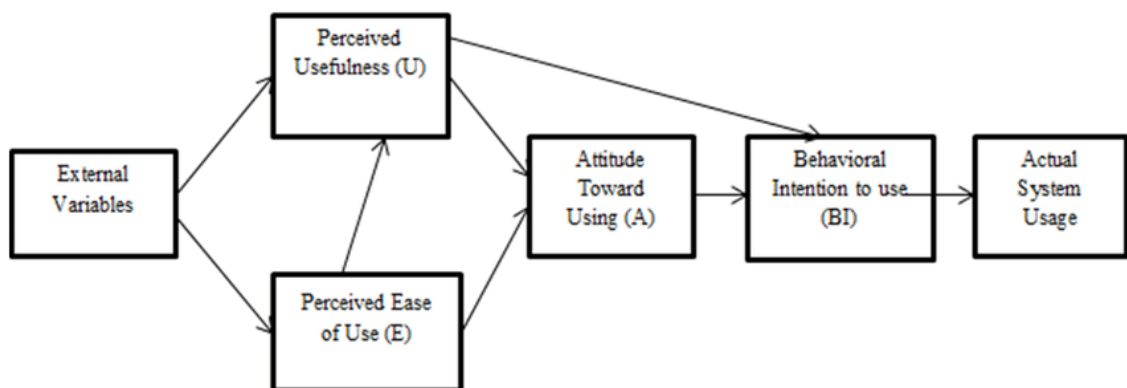 Perceived
Usefulness (U)
External
Variables
Perceived Ease
of Use (E)
Attitude
Toward
Using (A)
Behavioral
Intention to use
(BI)
Actual
System
Usage